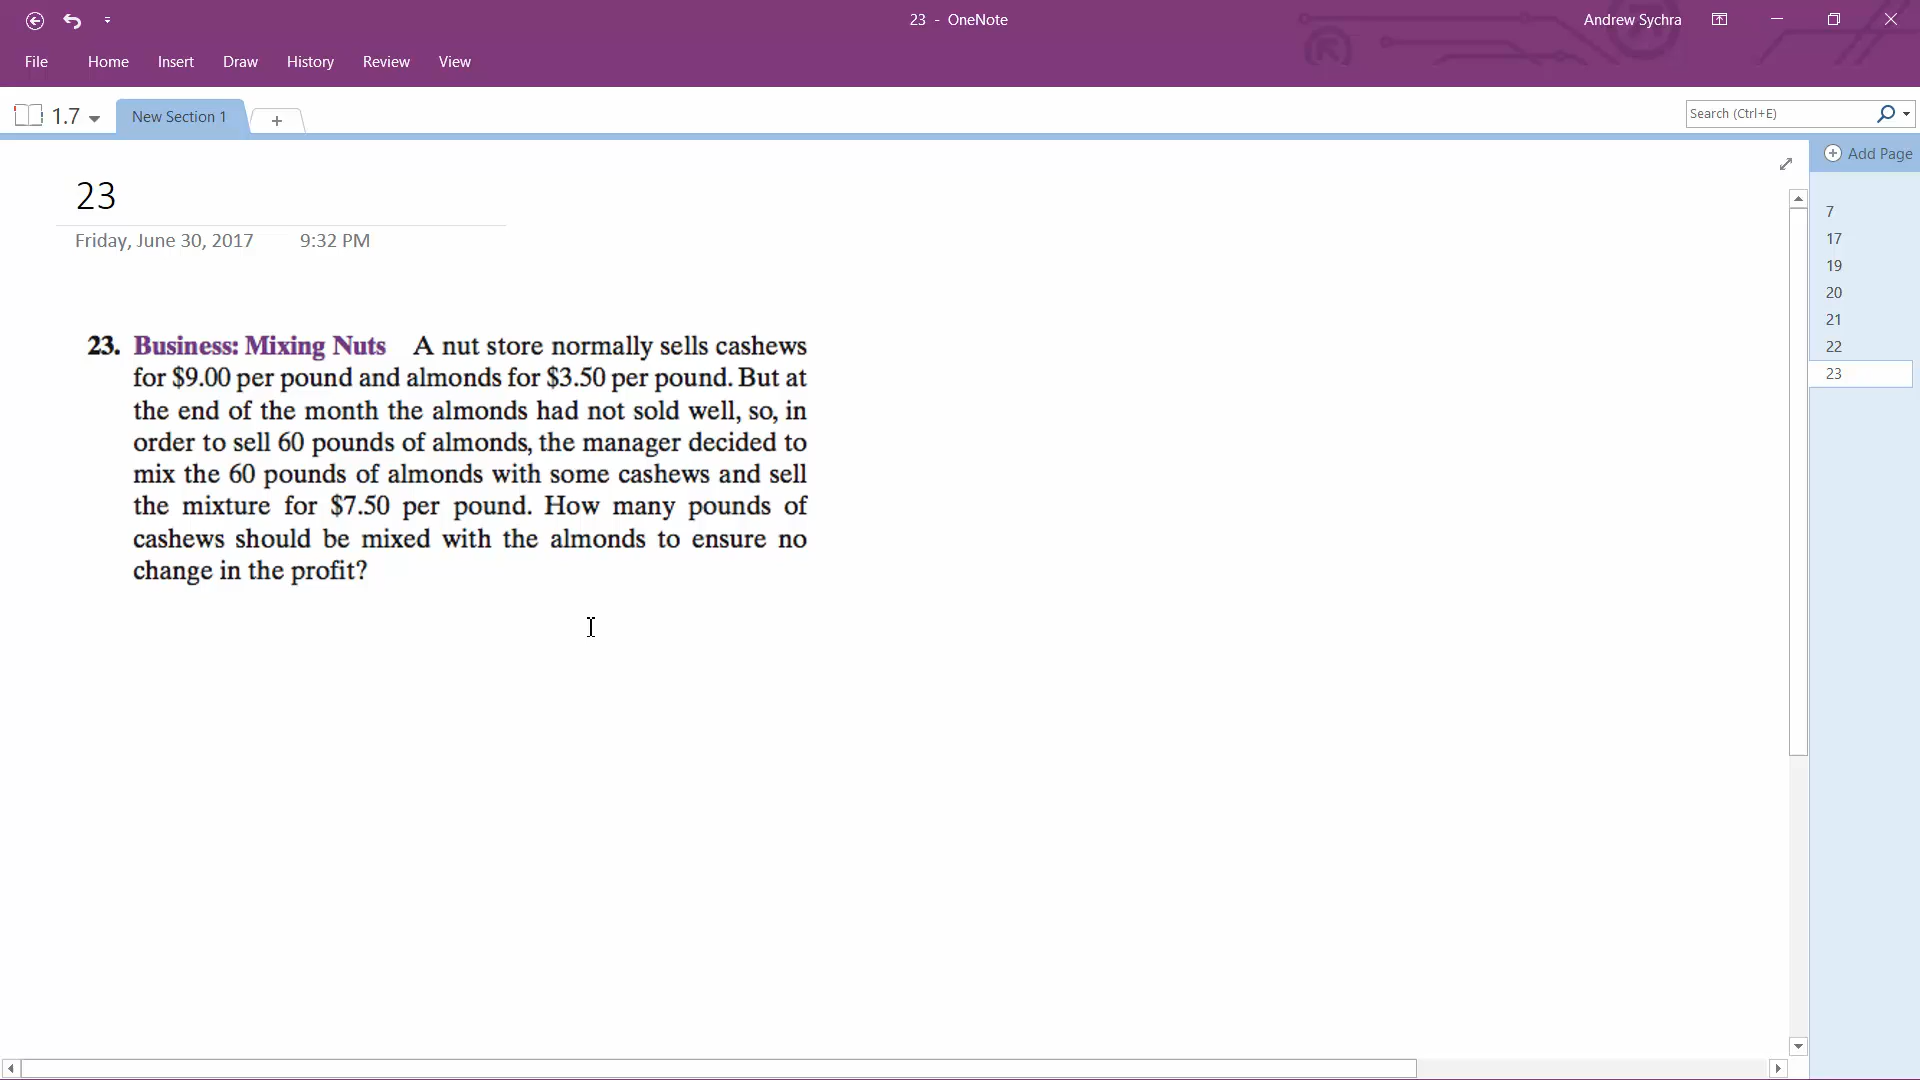 23 - OneNote
Andrew Sychra
File Home Insert Draw History Review View
1.7 New Section 1 +
Search (Ctrl+E)
Add Page
23
Friday, June 30, 2017 9:32 PM
23. Business: Mixing Nuts A nut store normally sells cashews
for $9.00 per pound and almonds for $3.50 per pound. But at
the end of the month the almonds had not sold well, so, in
order to sell 60 pounds of almonds, the manager decided to
mix the 60 pounds of almonds with some cashews and sell
the mixture for $7.50 per pound. How many pounds of
cashews should be mixed with the almonds to ensure no
change in the profit?
7
17
19
20
21
22
23